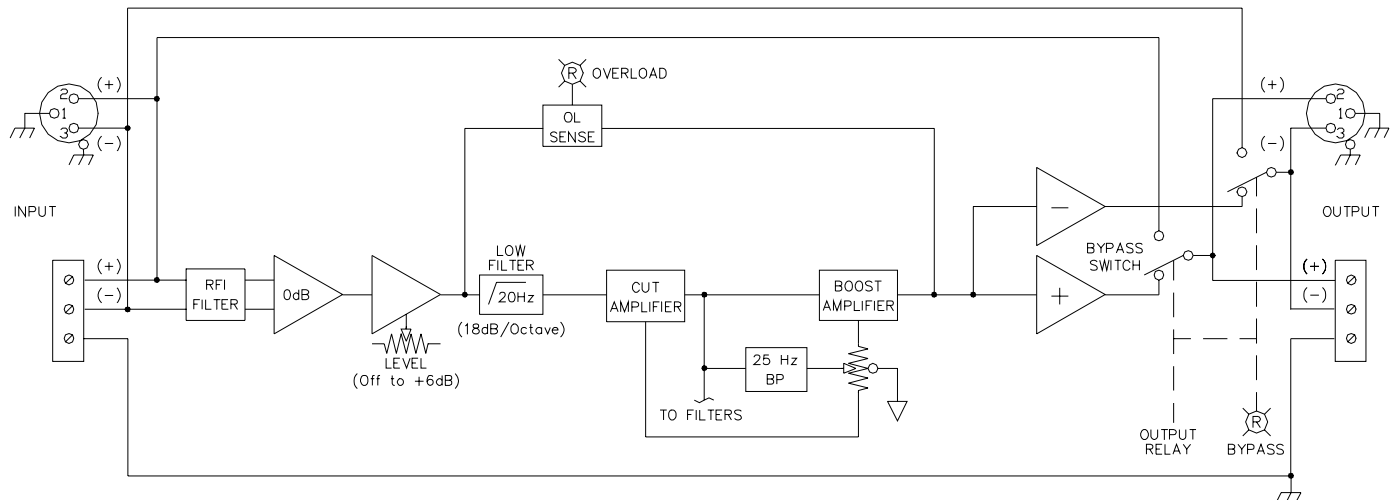 R OVERLOAD
(+)
(+)
2
2
1
OL
SENSE
1
3
3
(-)
(-)
INPUT
OUTPUT
-
BYPASS
SWITCH
LOW
FILTER
(+)
(+)
RFI
FILTER
0dB
20Hz
CUT
AMPLIFIER
BOOST
AMPLIFIER
+
(-)
(-)
(18dB/Octave)
LEVEL
(Off to +6dB)
25 Hz
BP
TO FILTERS
OUTPUT
RELAY
R
BYPASS